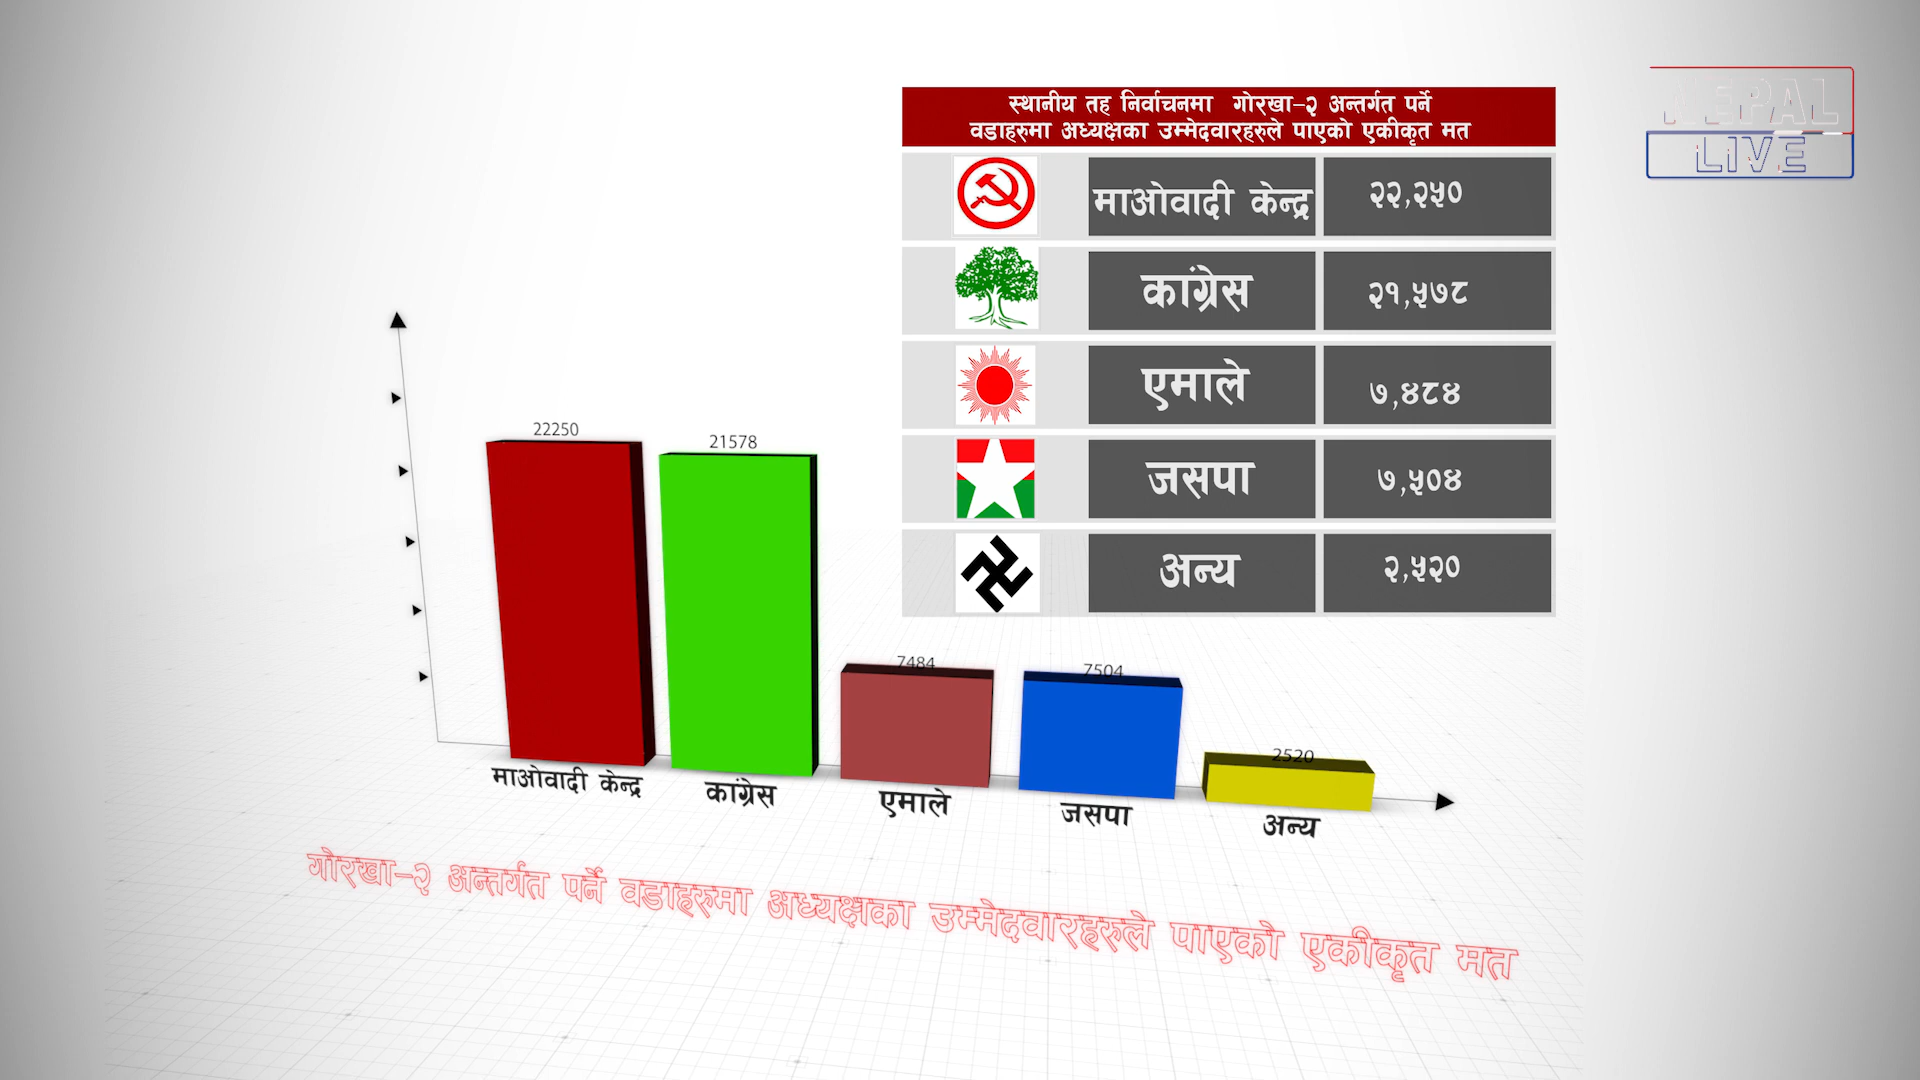 NEPAL
LIVE
स्थानीय तह निर्वाचनमा गोरखा-२ अन्तर्गत पर्ने
वडाहरुमा अध्यक्षका उम्मेदवारहरुले पाएको एकीकृत मत
माओवादी केन्द्र २२,२५०
कांग्रेस २१,५७८
एमाले ७,४८४
जसपा ७,५०४
अन्य २,५२०
22250
21578
7484
7504
2520
माओवादी केन्द्र
कांग्रेस
एमाले
जसपा
अन्य
गोरखा-२ अन्तर्गत पर्ने वडाहरुमा अध्यक्षका उम्मेदवारहरुले पाएको एकीकृत मत